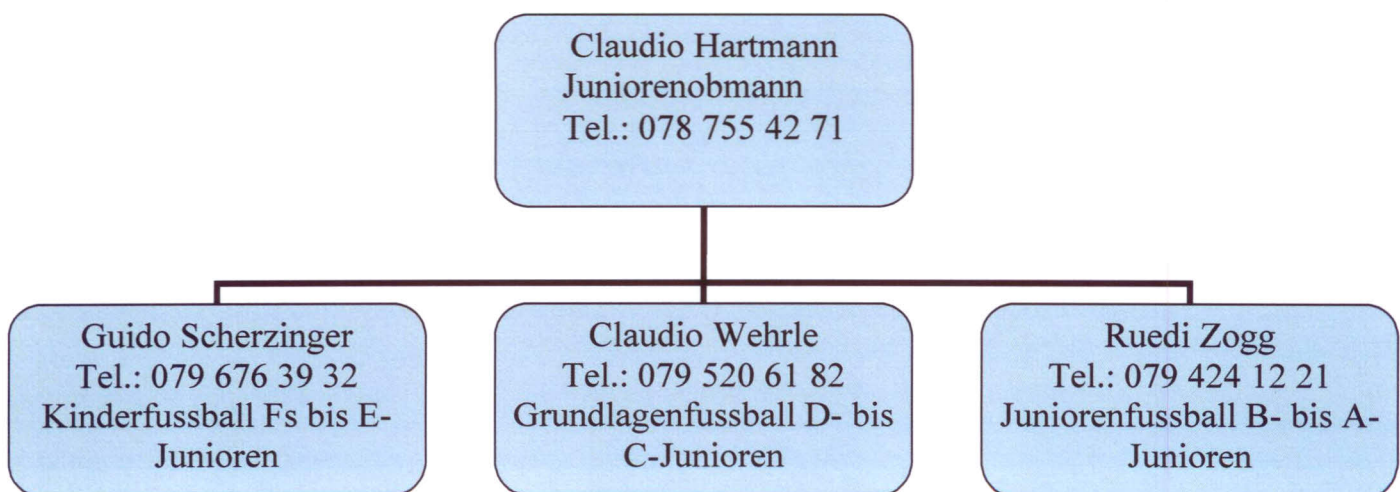 Claudio Hartmann
Juniorenobmann
Tel.: 078 755 42 71
Guido Scherzinger
Tel.: 079 676 39 32
Kinderfussball Fs bis E-
Junioren
Claudio Wehrle
Tel.: 079 520 61 82
Grundlagenfussball D- bis
C-Junioren
Ruedi Zogg
Tel.: 079 424 12 21
Juniorenfussball B- bis A-
Junioren